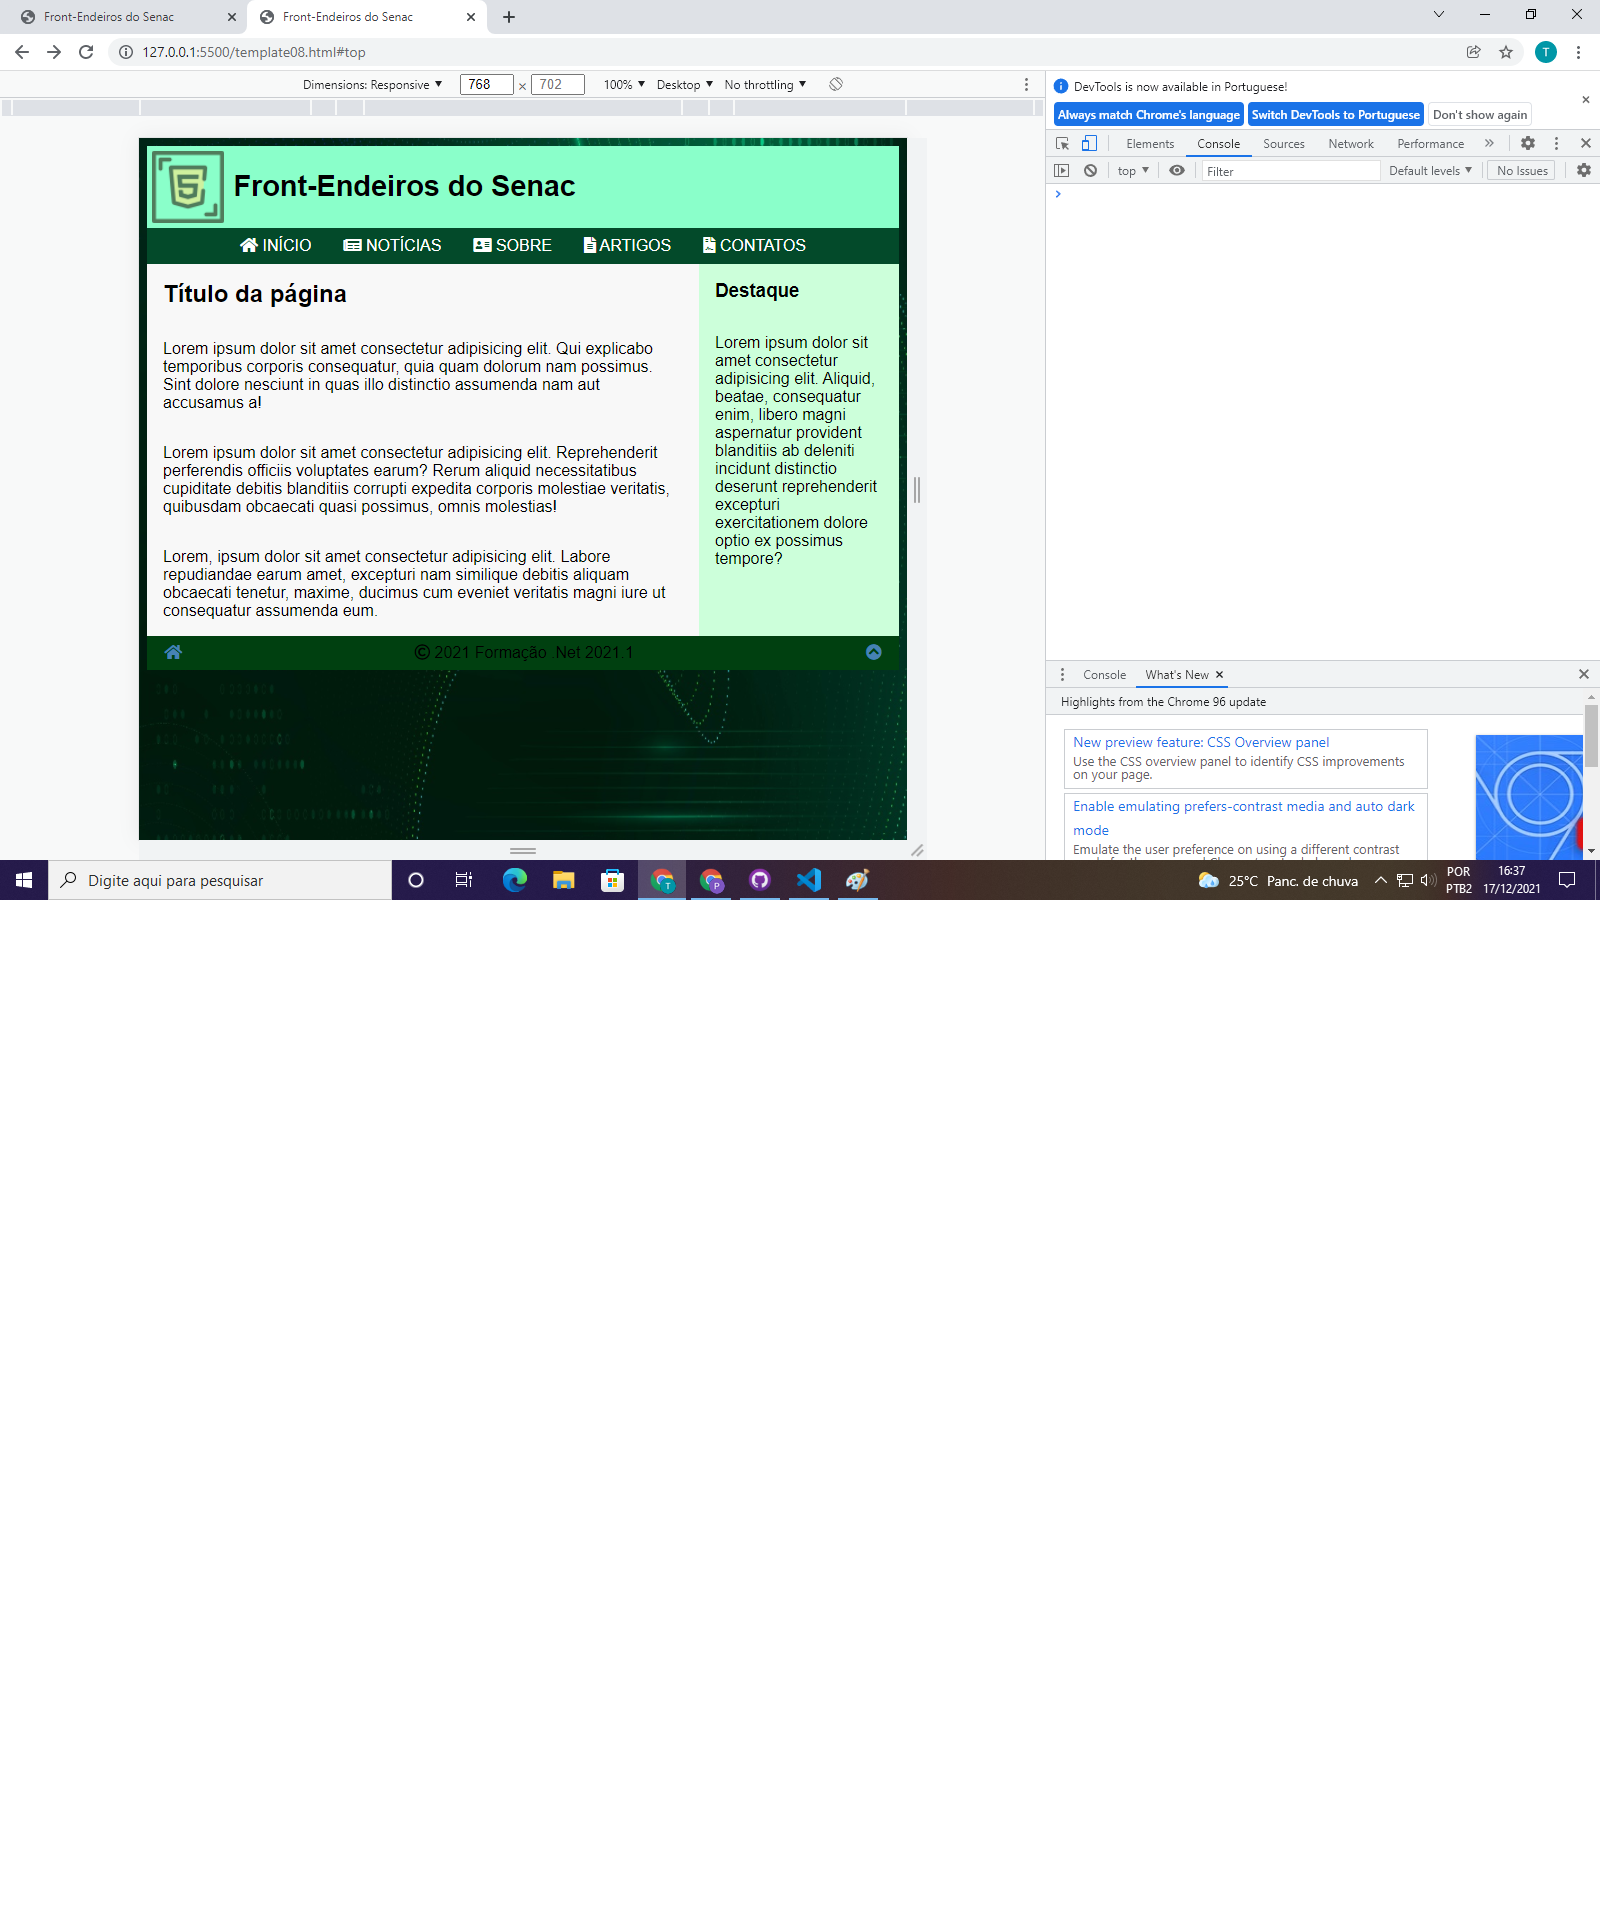 Front-Endeiros do Senac
Front-Endeiros do Senac
127.0.0.1:5500/template08.html#top
T
Dimensions: Responsive 768 × 702 100% Desktop No throttling
DevTools is now available in Portuguese!
Always match Chrome's language Switch DevTools to Portuguese Don't show again
Elements Console Sources Network Performance
top Filter Default levels No Issues
Front-Endeiros do Senac
INÍCIO NOTÍCIAS SOBRE ARTIGOS CONTATOS
Título da página
Lorem ipsum dolor sit amet consectetur adipisicing elit. Qui explicabo
temporibus corporis consequatur, quia quam dolorum nam possimus.
Sint dolore nesciunt in quas illo distinctio assumenda nam aut
accusamus a!
Lorem ipsum dolor sit amet consectetur adipisicing elit. Reprehenderit
perferendis officiis voluptates earum? Rerum aliquid necessitatibus
cupiditate debitis blanditiis corrupti expedita corporis molestiae veritatis,
quibusdam obcaecati quasi possimus, omnis molestias!
Lorem, ipsum dolor sit amet consectetur adipisicing elit. Labore
repudiandae earum amet, excepturi nam similique debitis aliquam
obcaecati tenetur, maxime, ducimus cum eveniet veritatis magni iure ut
consequatur assumenda eum.
Destaque
Lorem ipsum dolor sit
amet consectetur
adipisicing elit. Aliquid,
beatae, consequatur
enim, libero magni
aspernatur provident
blanditiis ab deleniti
incidunt distinctio
deserunt reprehenderit
excepturi
exercitationem dolore
optio ex possimus
tempore?
© 2021 Formação .Net 2021.1
Console What's New
Highlights from the Chrome 96 update
New preview feature: CSS Overview panel
Use the CSS overview panel to identify CSS improvements
on your page.
Enable emulating prefers-contrast media and auto dark
mode
Emulate the user preference on using a different contrast
Digite aqui para pesquisar
T
P
25°C Panc. de chuva
POR
PTB2
16:37
17/12/2021